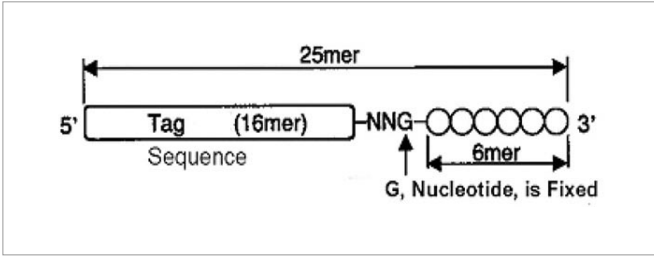 25mer
5' Tag (16mer) -NNG- 3'
Sequence
6mer
G, Nucleotide, is Fixed